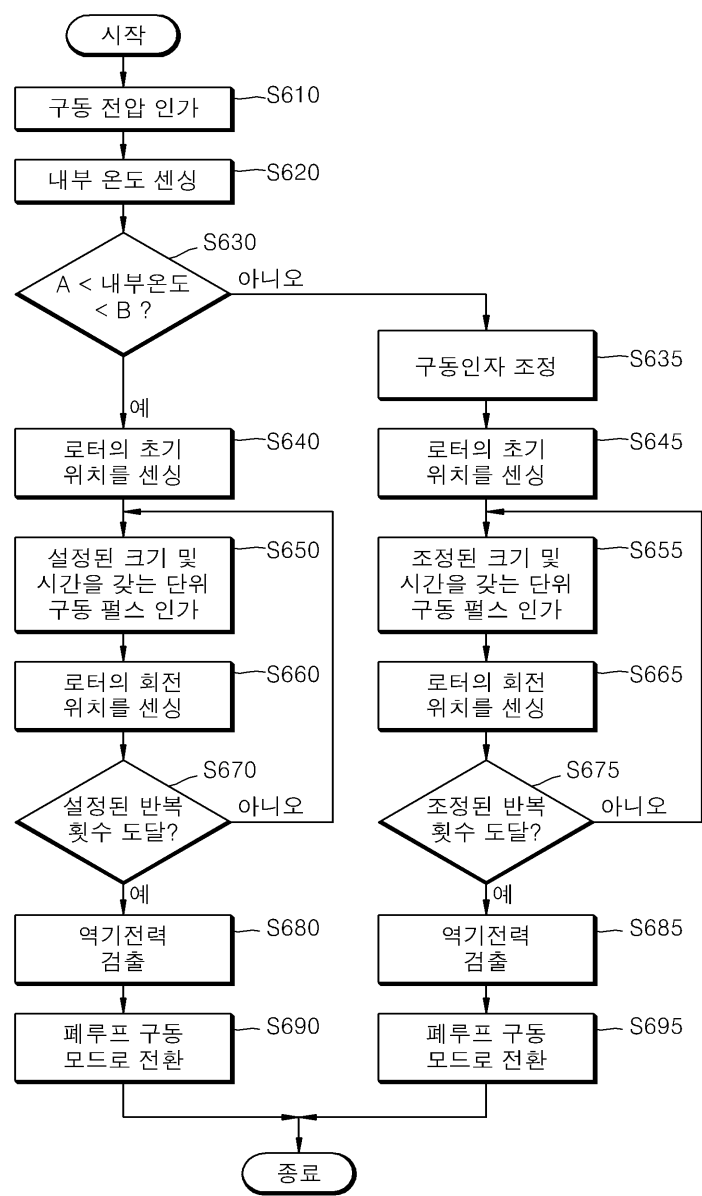 시작
구동 전압 인가
S610
내부 온도 센싱
S620
S630
A < 내부온도
< B ?
아니오
예
구동인자 조정
S635
로터의 초기
위치를 센싱
S640
로터의 초기
위치를 센싱
S645
설정된 크기 및
시간을 갖는 단위
구동 펄스 인가
S650
조정된 크기 및
시간을 갖는 단위
구동 펄스 인가
S655
로터의 회전
위치를 센싱
S660
로터의 회전
위치를 센싱
S665
S670
설정된 반복
횟수 도달?
아니오
예
S675
조정된 반복
횟수 도달?
아니오
예
역기전력
검출
S680
역기전력
검출
S685
폐루프 구동
모드로 전환
S690
폐루프 구동
모드로 전환
S695
종료